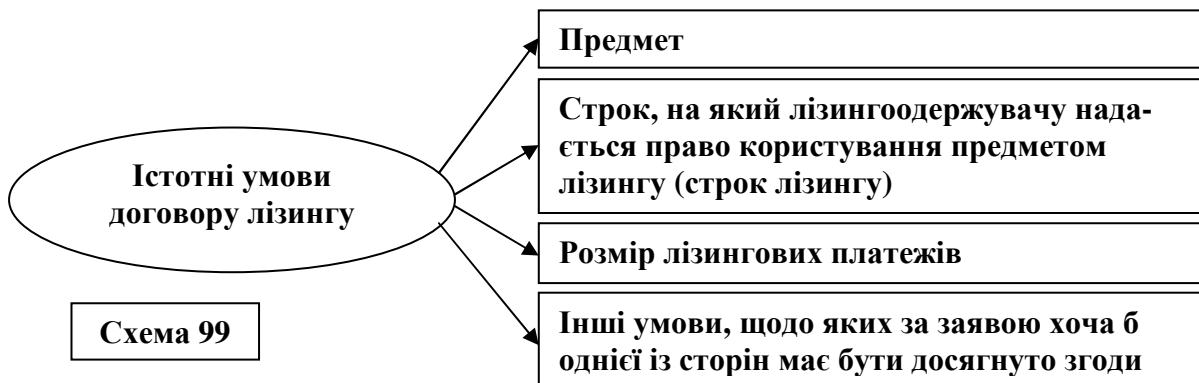 Предмет
Строк, на який лізингоодержувачу нада-
ється право користування предметом
лізингу (строк лізингу)
Істотні умови
договору лізингу
Розмір лізингових платежів
Інші умови, щодо яких за заявою хоча б
однієї із сторін має бути досягнуто згоди
Схема 99